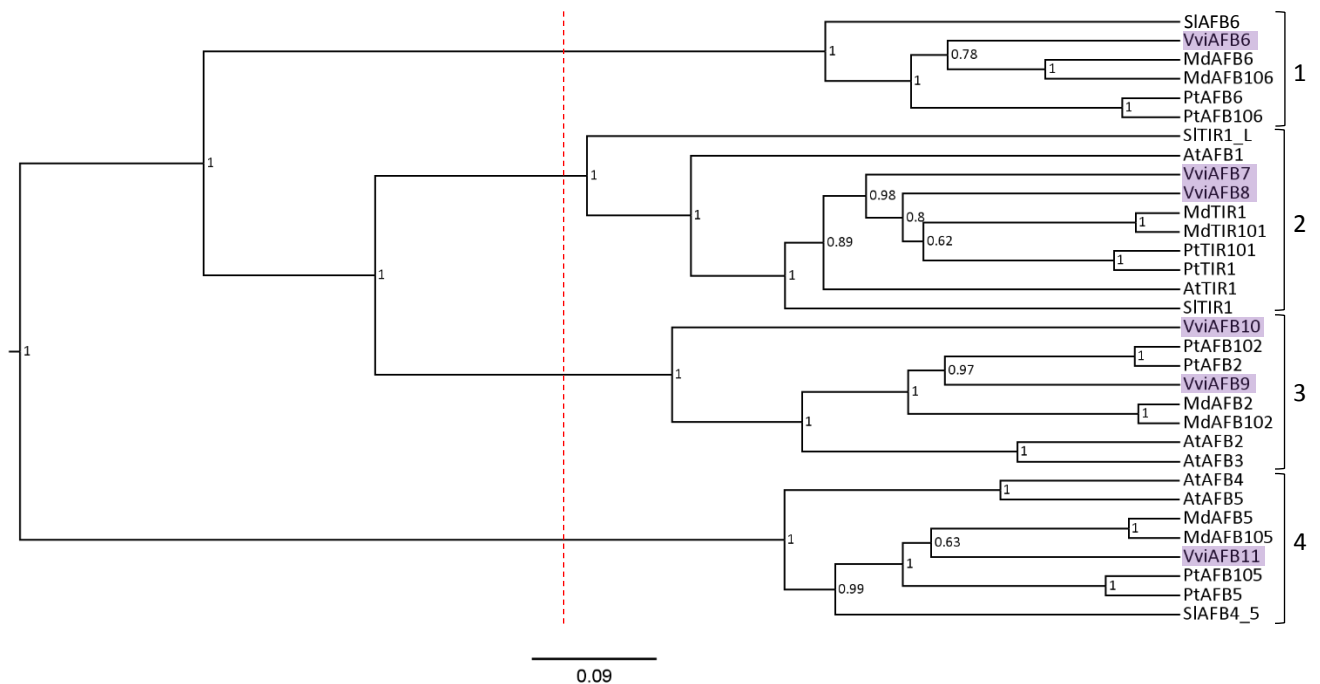 SlAFB6
VviAFB6
0.78
MdAFB6
1
1
1
MdAFB106
1
PtAFB6
1
PtAFB106
SlTIR1_L
AtAFB1
1
VviAFB7
1
0.98
VviAFB8
0.8
MdTIR1
1
1
MdTIR101
0.89
0.62
PtTIR101
1
PtTIR1
1
1
AtTIR1
SlTIR1
2
VviAFB10
1
PtAFB102
1
PtAFB2
0.97
1
VviAFB9
1
3
MdAFB2
1
MdAFB102
1
AtAFB2
1
AtAFB3
AtAFB4
1
AtAFB5
MdAFB5
1
MdAFB105
1
0.63
4
VviAFB11
1
PtAFB105
0.99
1
PtAFB5
SlAFB4_5
0.09